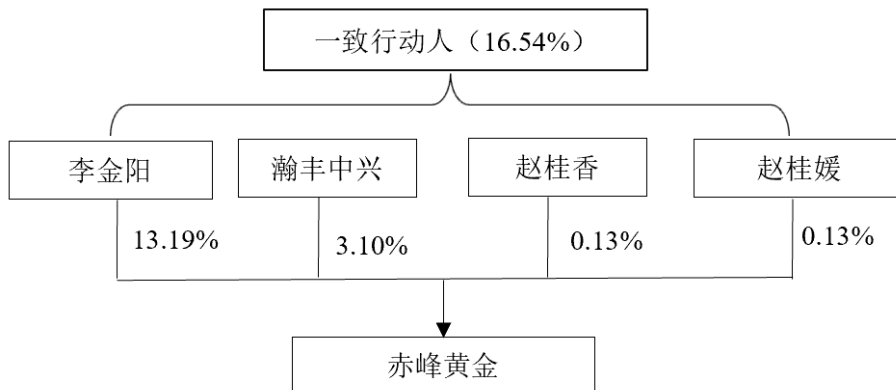 一致行动人（16.54%）
李金阳
瀚丰中兴
赵桂香
赵桂媛
13.19%
3.10%
0.13%
0.13%
赤峰黄金